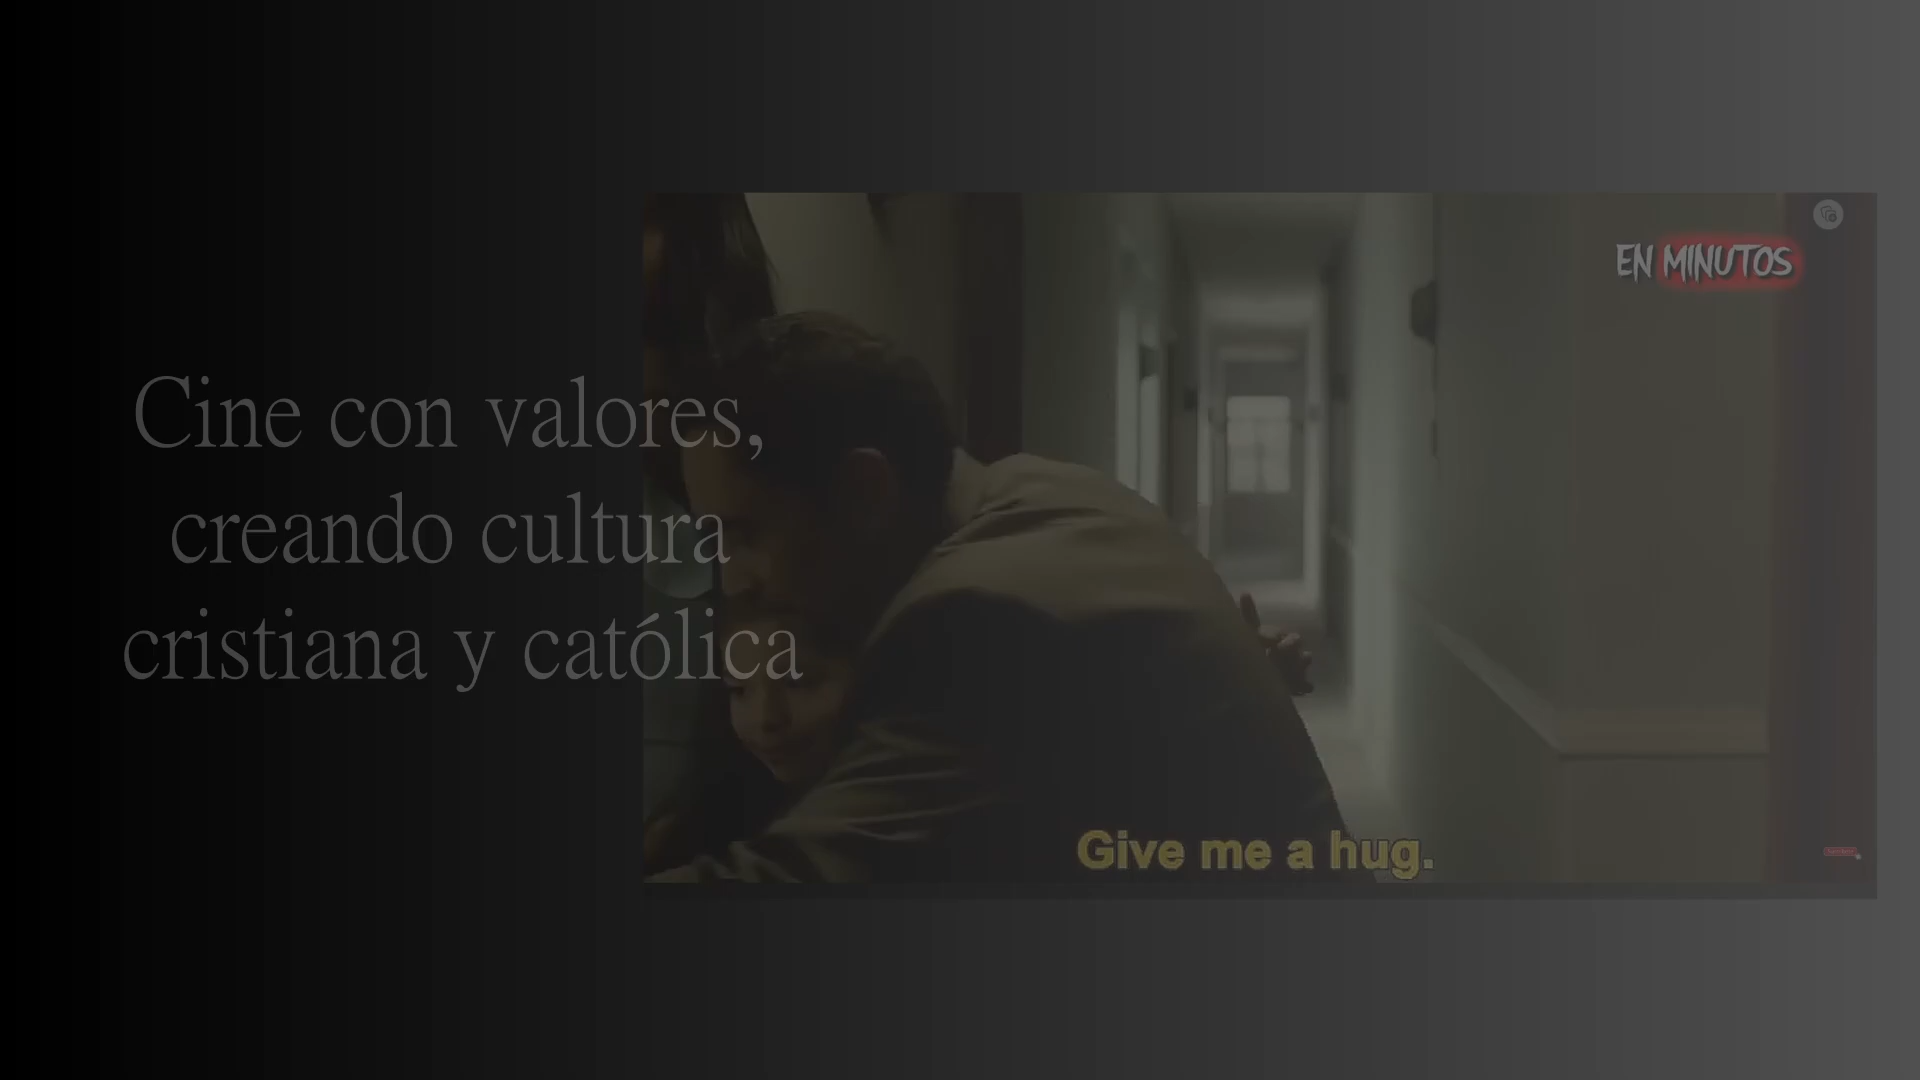 EN MINUTOS
Cine con valores,
creando cultura
cristiana y católica
Give me a hug.